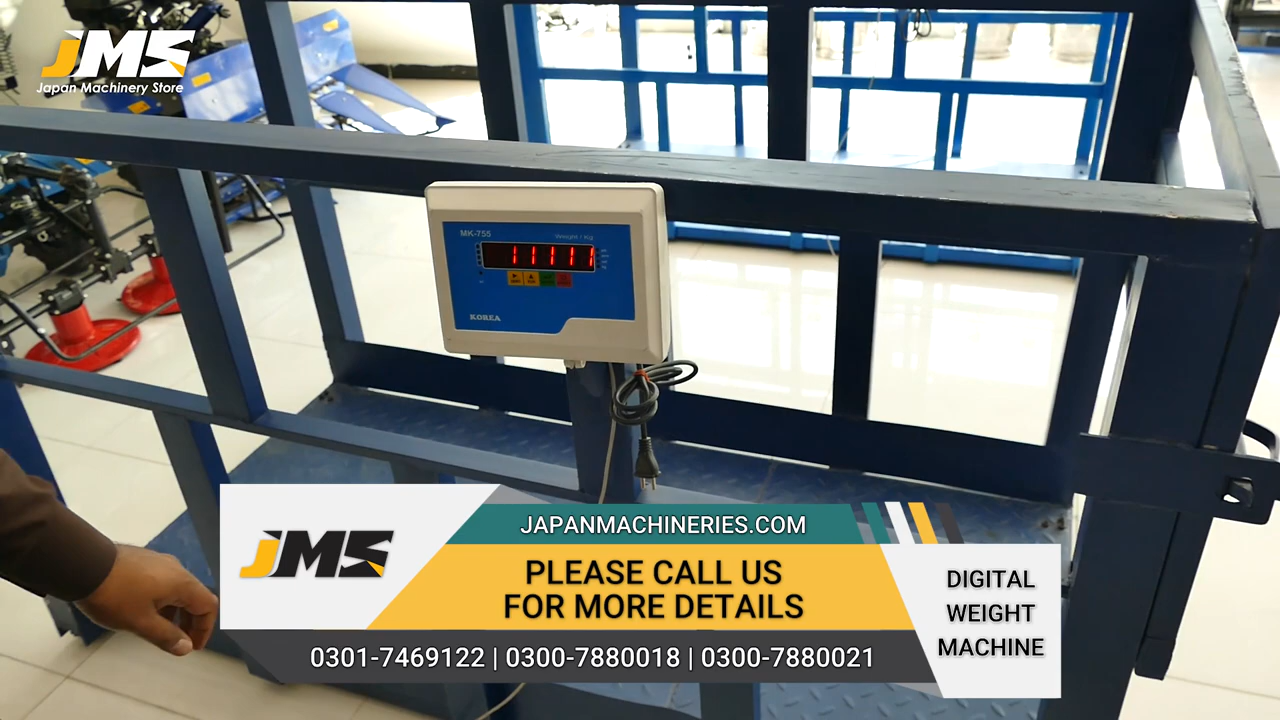 JMS
Japan Machinery Store
MK-755
Weight / Kg
11111
KOREA
JMS
JAPANMACHINERIES.COM
PLEASE CALL US
FOR MORE DETAILS
0301-7469122 | 0300-7880018 | 0300-7880021
DIGITAL
WEIGHT
MACHINE